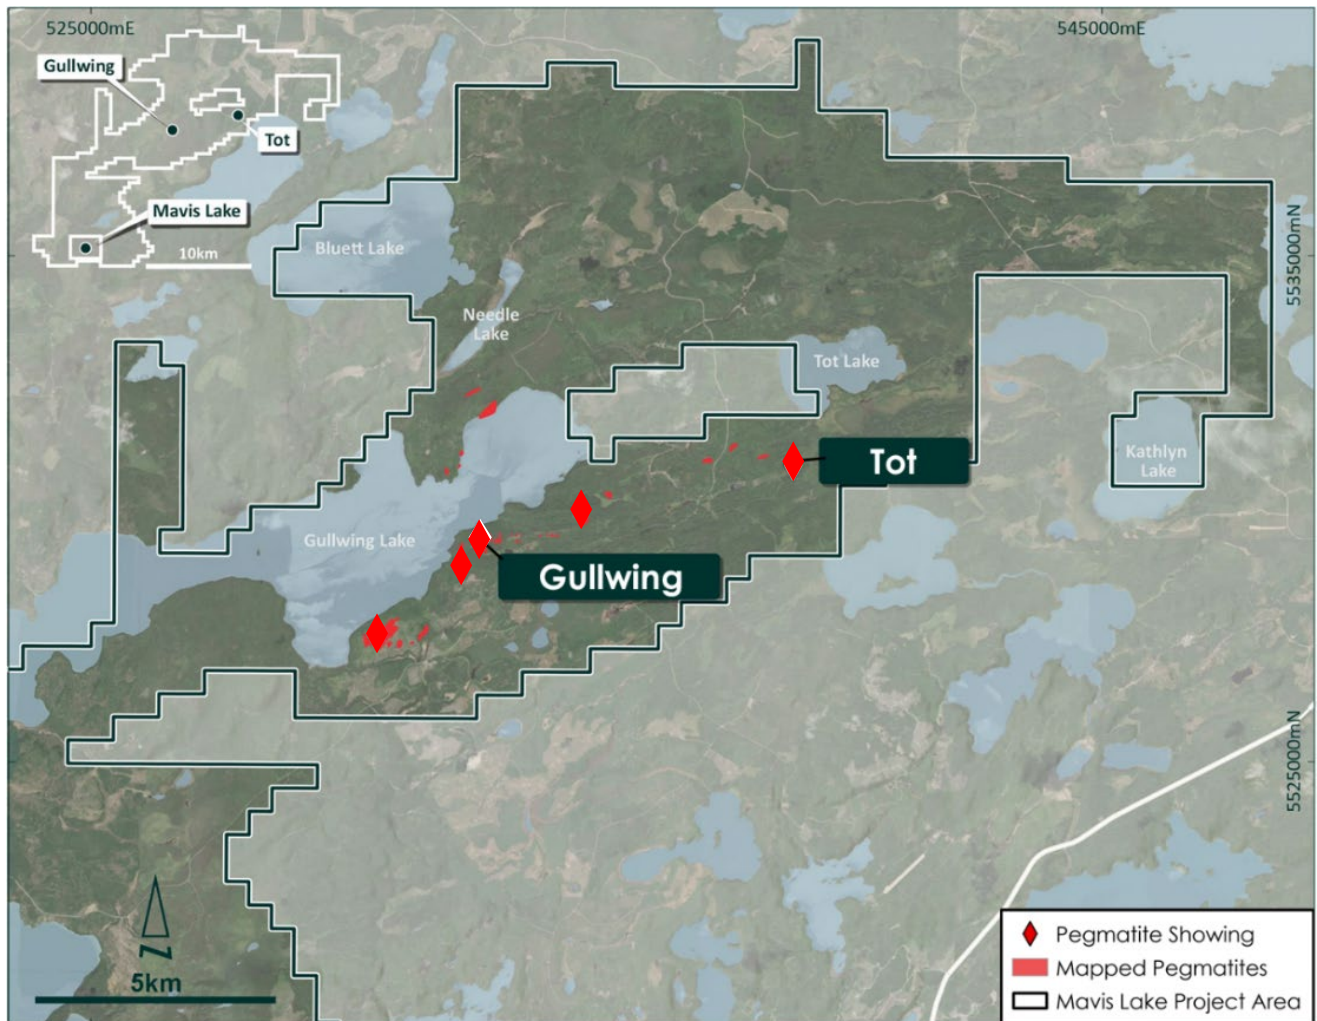 525000mE
545000mE
Gullwing
Tot
Mavis Lake
10km
Bluett Lake
5535000mN
Needle
Lake
Tot Lake
Tot
Kathlyn
Lake
Gullwing Lake
Gullwing
5525000mN
N
5km
Pegmatite Showing
Mapped Pegmatites
Mavis Lake Project Area